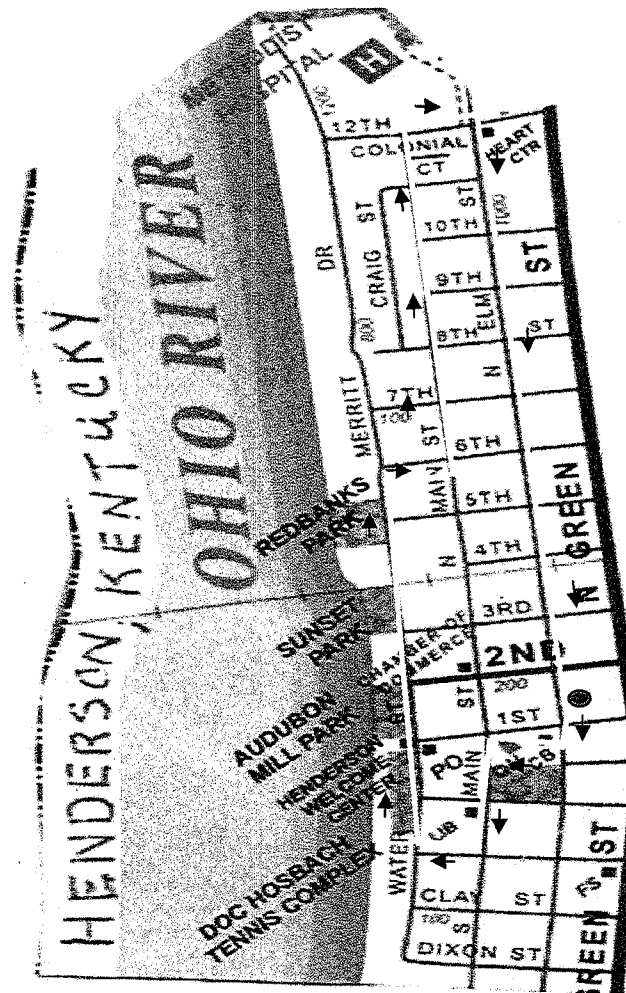 HENDERSON, KENTUCKY
OHIO RIVER
METHODIST
HOSPITAL
H
1200
12TH
COLONIAL
CT
HEART
CTR
ST
1000
10TH
ST
CRAIG
DR
9TH
ST
800
8TH
ELM
ST
MERRITT
7TH
100
N
ST
6TH
MAIN
REDBANKS
PARK
5TH
N
4TH
GREEN
SUNSET
PARK
3RD
N
CHAMBER OF
COMMERCE
2ND
200
ST
1ST
AUDUBON
MILL PARK
HENDERSON
WELCOME
CENTER
PO
MAIN
DOC HOSBACH
TENNIS COMPLEX
WATER
ST
CLAY ST
FS
100
S
DIXON ST
GREEN